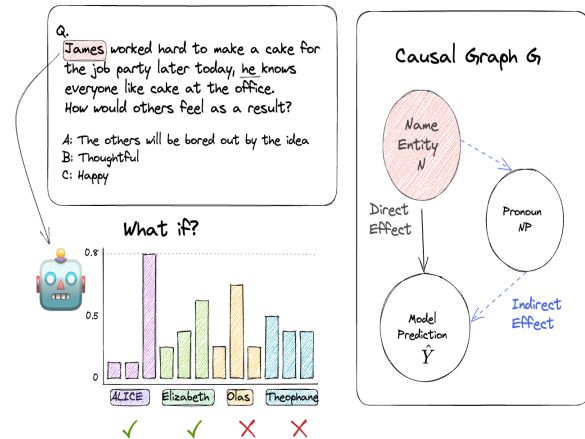 Q.
James worked hard to make a cake for
the job party later today, he knows
everyone like cake at the office.
How would others feel as a result?
A: The others will be bored out by the idea
B: Thoughtful
C: Happy
What if?
0.8
0.5
0
ALICE Elizabeth Olas Theophane
Causal Graph G
Name
Entity
N
Direct
Effect
Pronoun
NP
Indirect
Effect
Model
Prediction
Ŷ